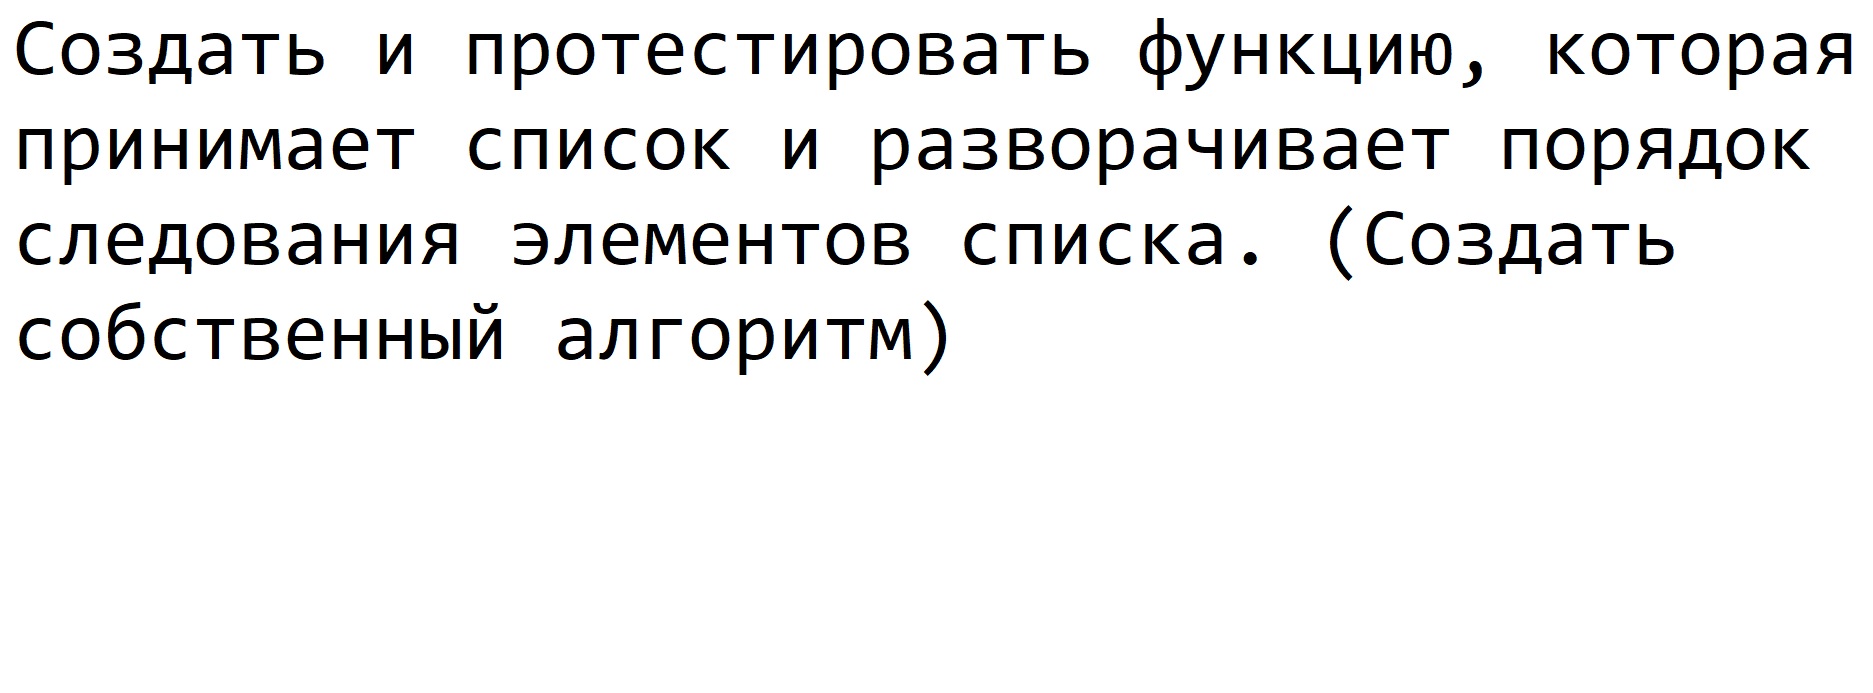 Создать и протестировать функцию, которая
принимает список и разворачивает порядок
следования элементов списка. (Создать
собственный алгоритм)